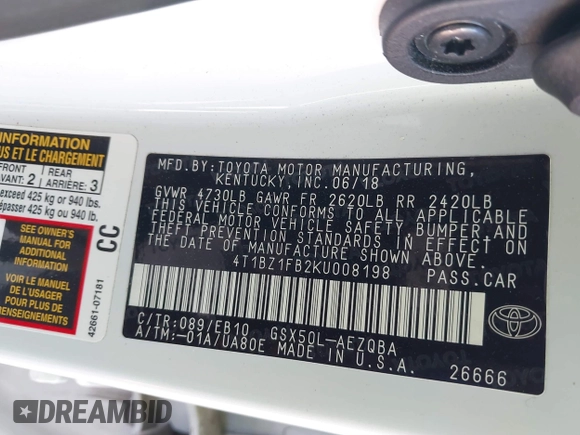 INFORMATION
US ET LE CHARGEMENT
FRONT
AVANT: 2
REAR
ARRIÈRE: 3
exceed 425 kg or 940 lbs.
épasser 425 kg ou 940 lb.
SEE OWNER'S
MANUAL FOR
ADDITIONAL
INFORMATION
VOIR LE MANUEL
DE L'USAGER
POUR PLUS DE
RENSEIGNEMENTS
42661-07181
CC
MFD.BY:TOYOTA MOTOR MANUFACTURING,
KENTUCKY,INC.06/18
GVWR 4730LB GAWR FR 2620LB RR 2420LB
THIS VEHICLE CONFORMS TO ALL APPLICABLE
FEDERAL MOTOR VEHICLE SAFETY, BUMPER AND
THEFT PREVENTION STANDARDS IN EFFECT ON
THE DATE OF MANUFACTURE SHOWN ABOVE.
4T1BZ1FB2KU008198 PASS.CAR
C/TR:089/EB10 GSX50L-AEZQBA
A/TM:-01A/UA80E MADE IN U.S.A.
26666
TOYOTA
DREAMBID